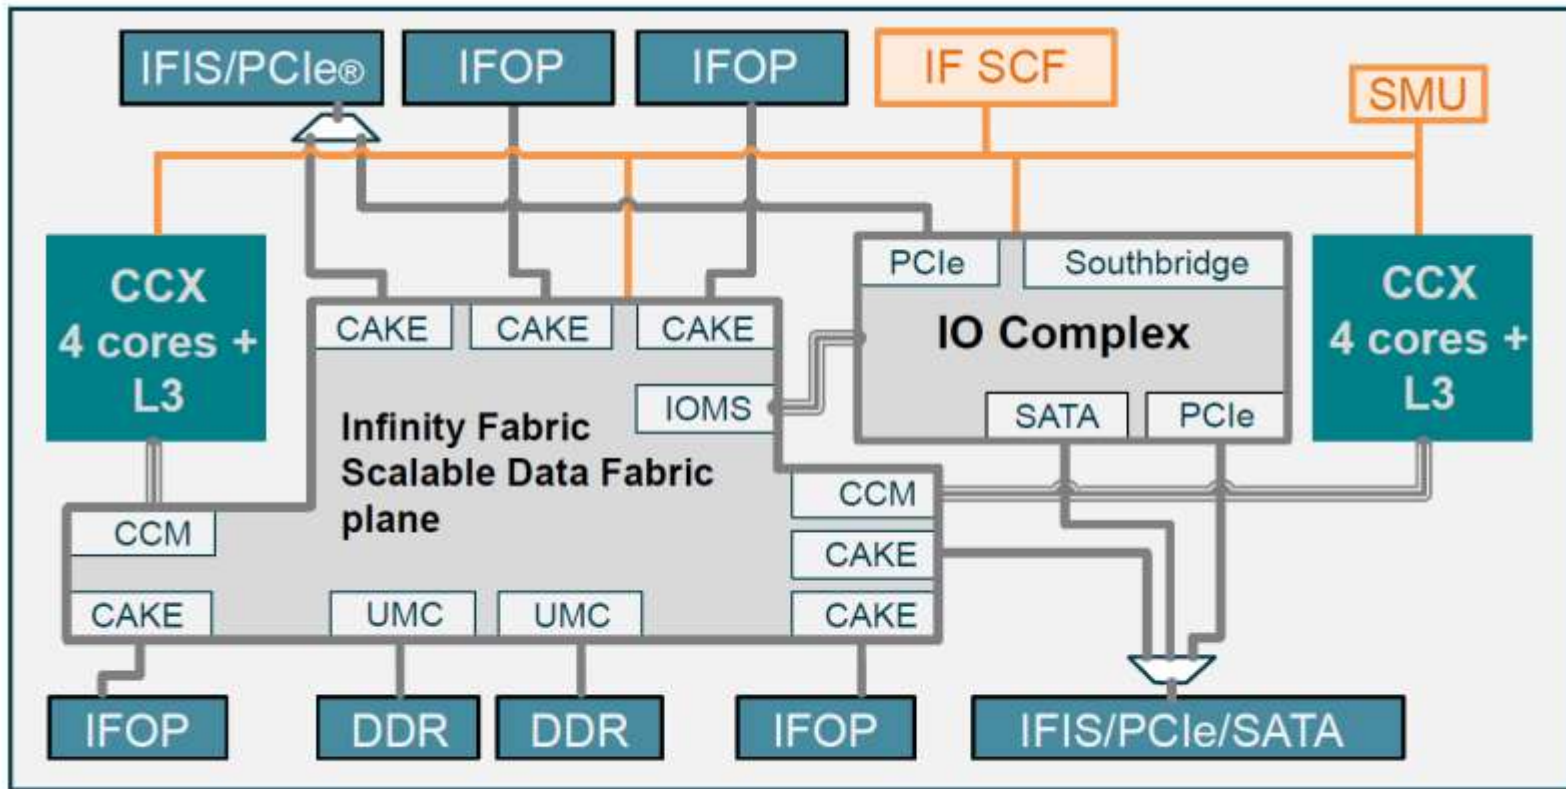 IFIS/PCIe®
IFOP
IFOP
IF SCF
SMU
CCX
4 cores +
L3
PCIe
Southbridge
IO Complex
SATA
PCIe
CCX
4 cores +
L3
CAKE
CAKE
CAKE
IOMS
Infinity Fabric
Scalable Data Fabric
plane
CCM
CCM
CAKE
CAKE
UMC
UMC
CAKE
IFOP
DDR
DDR
IFOP
IFIS/PCIe/SATA